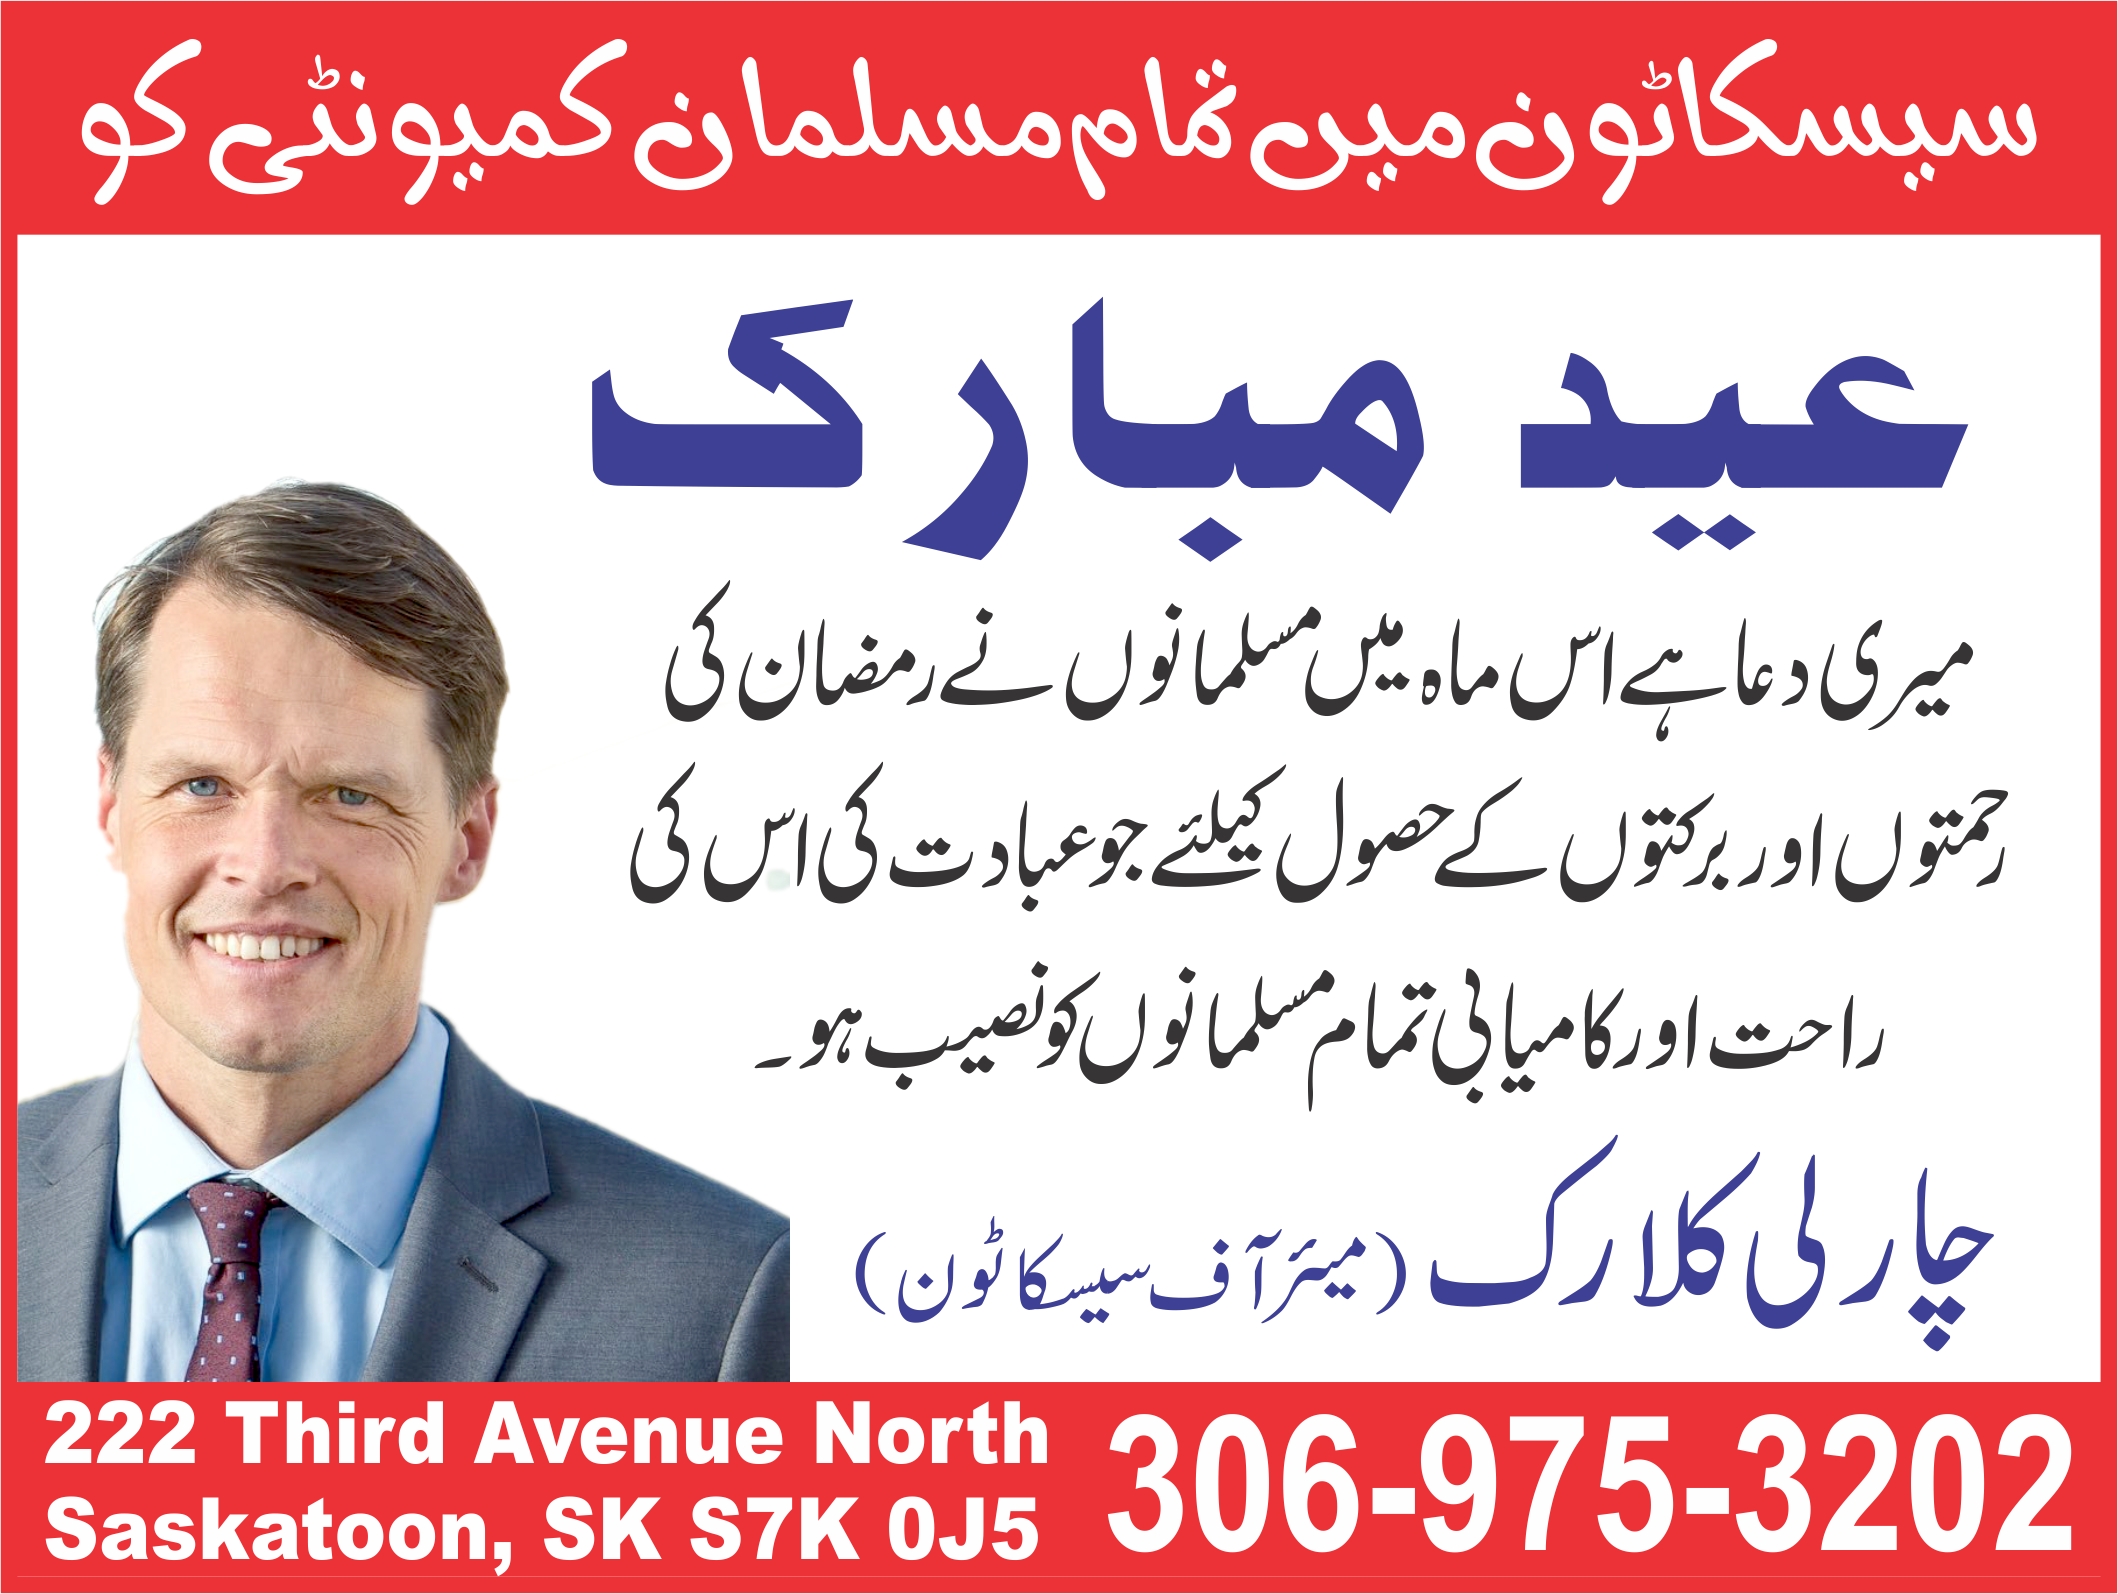 سیسکاٹون میں تمام مسلمان کمیونٹی کو
عید مبارک
میری دعا ہے اس ماہ میں مسلمانوں نے رمضان کی
رحمتوں اور برکتوں کے حصول کیلئے جو عبادت کی اس کی
راحت اور کامیابی تمام مسلمانوں کو نصیب ہو۔
چارلی کلارک (میئر آف سیسکاٹون)
222 Third Avenue North
Saskatoon, SK S7K 0J5
306-975-3202